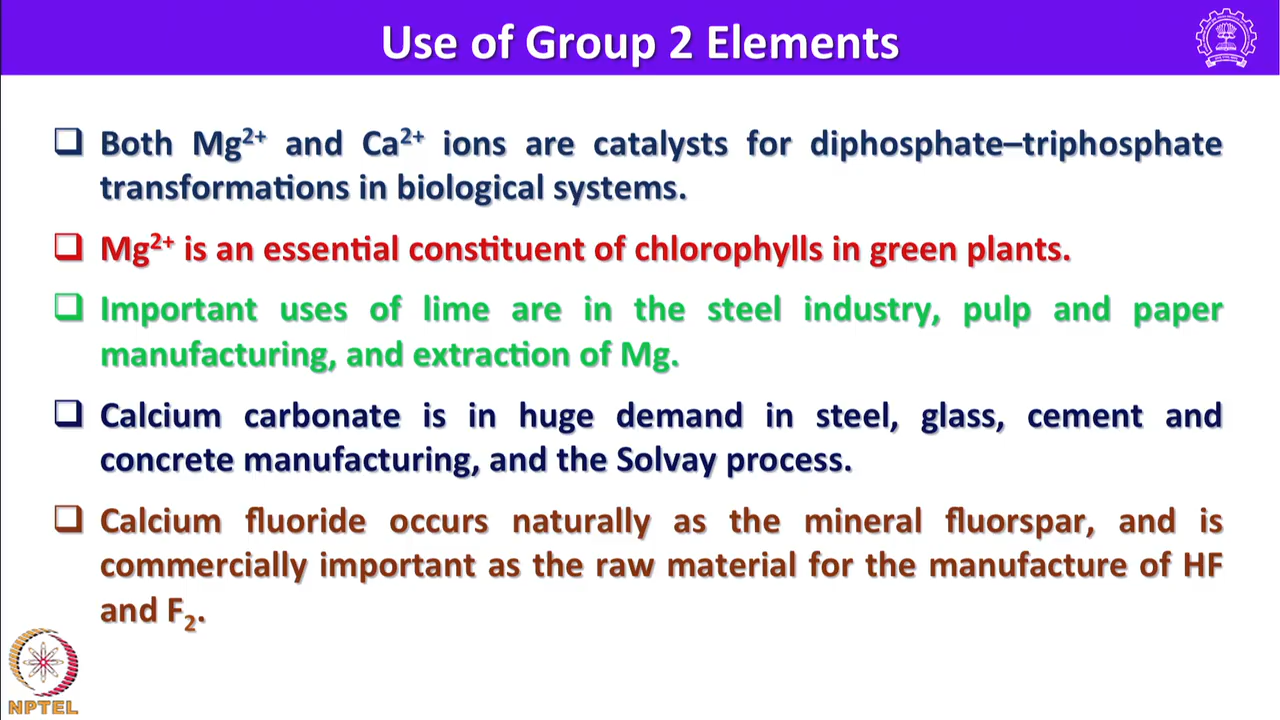 Use of Group 2 Elements
❑ Both Mg²⁺ and Ca²⁺ ions are catalysts for diphosphate–triphosphate
transformations in biological systems.
❑ Mg²⁺ is an essential constituent of chlorophylls in green plants.
❑ Important uses of lime are in the steel industry, pulp and paper
manufacturing, and extraction of Mg.
❑ Calcium carbonate is in huge demand in steel, glass, cement and
concrete manufacturing, and the Solvay process.
❑ Calcium fluoride occurs naturally as the mineral fluorspar, and is
commercially important as the raw material for the manufacture of HF
and F₂.
NPTEL